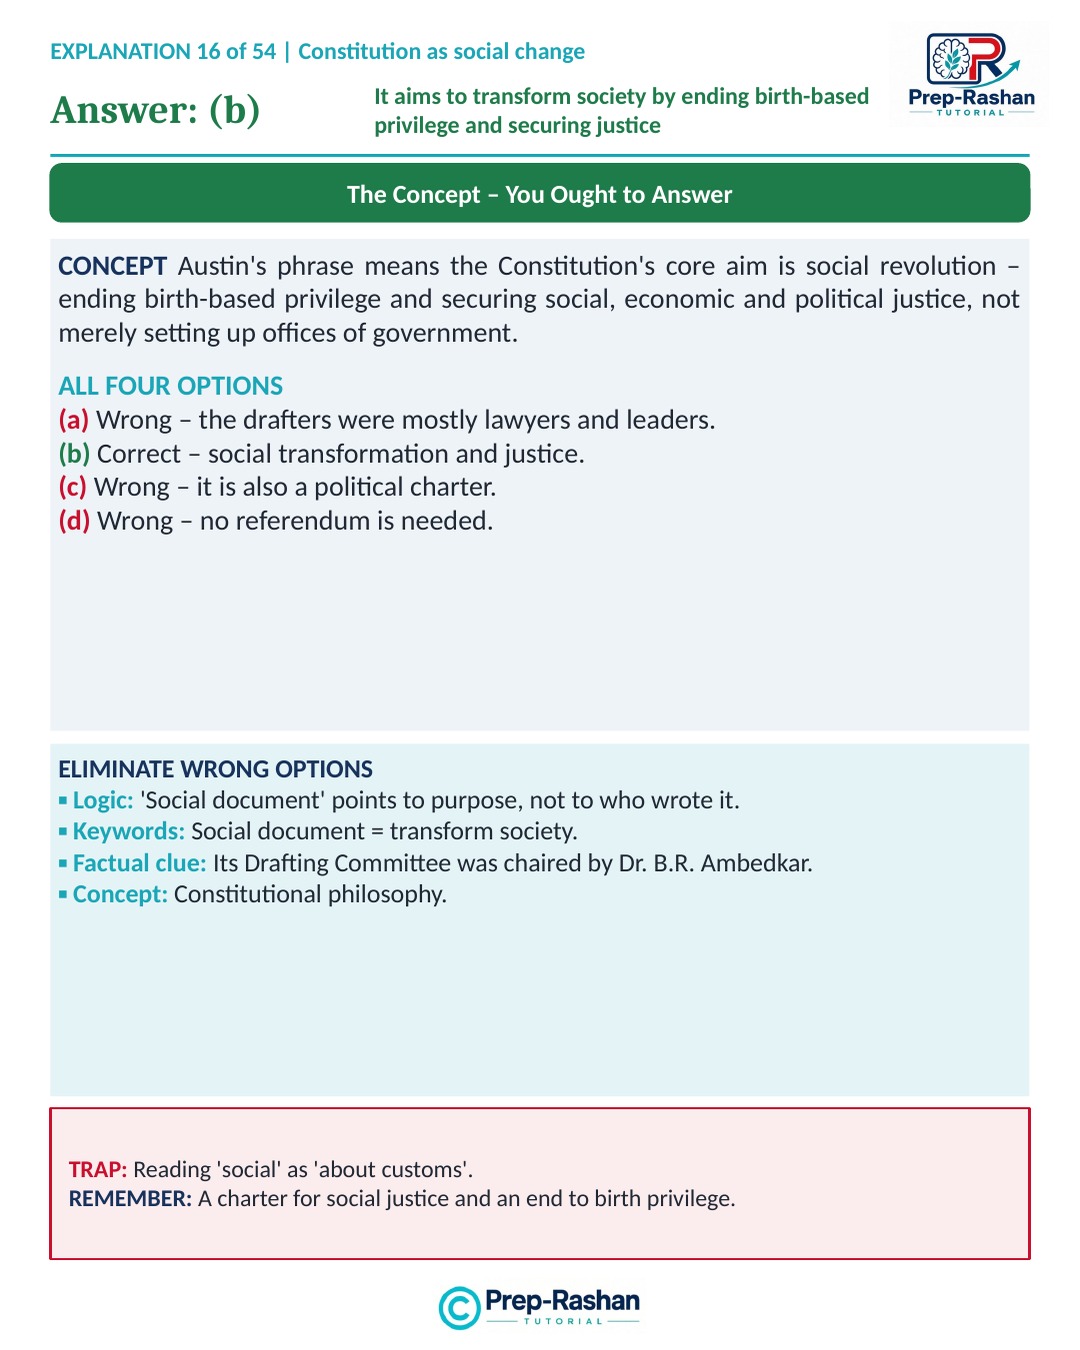 EXPLANATION 16 of 54 | Constitution as social change
Prep-Rashan
TUTORIAL
Answer: (b)
It aims to transform society by ending birth-based
privilege and securing justice
The Concept – You Ought to Answer
CONCEPT Austin's phrase means the Constitution's core aim is social revolution –
ending birth-based privilege and securing social, economic and political justice, not
merely setting up offices of government.
ALL FOUR OPTIONS
(a) Wrong – the drafters were mostly lawyers and leaders.
(b) Correct – social transformation and justice.
(c) Wrong – it is also a political charter.
(d) Wrong – no referendum is needed.
ELIMINATE WRONG OPTIONS
▪ Logic: 'Social document' points to purpose, not to who wrote it.
▪ Keywords: Social document = transform society.
▪ Factual clue: Its Drafting Committee was chaired by Dr. B.R. Ambedkar.
▪ Concept: Constitutional philosophy.
TRAP: Reading 'social' as 'about customs'.
REMEMBER: A charter for social justice and an end to birth privilege.
© Prep-Rashan
TUTORIAL